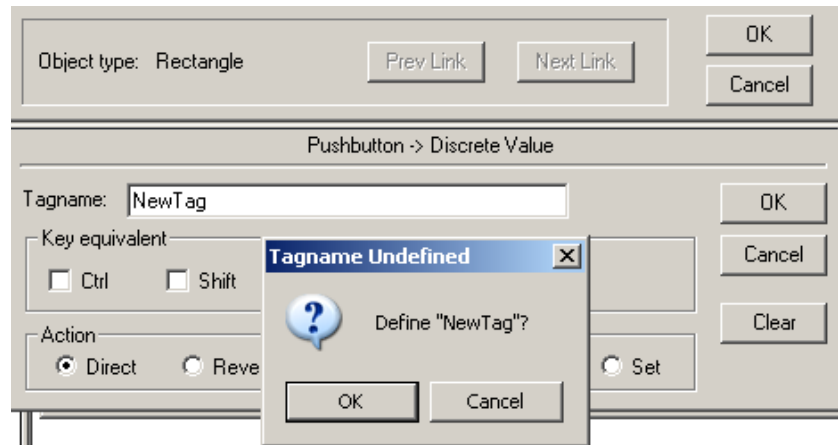 OK
Object type: Rectangle Prev Link Next Link
Cancel
Pushbutton -> Discrete Value
Tagname: NewTag OK
Key equivalent
Tagname Undefined Cancel
Ctrl Shift
Define "NewTag"? Clear
Action
Direct Reve Set
OK Cancel